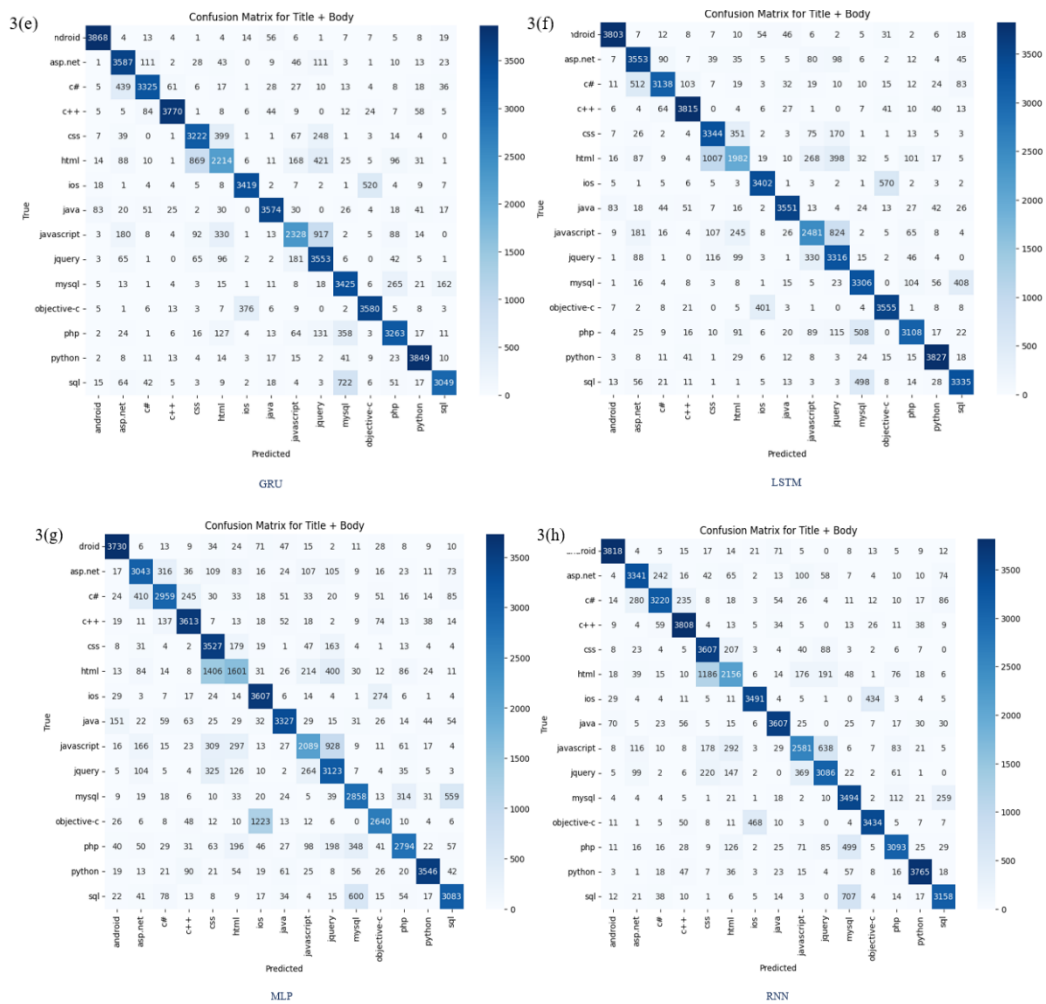 3(e)
Confusion Matrix for Title + Body
ndroid 3868 4 13 4 1 4 14 56 6 1 7 7 5 8 19
asp.net 1 3587 111 2 28 43 0 9 46 111 3 1 10 13 23
c# 5 439 3325 61 6 17 1 28 27 10 13 4 8 18 36
c++ 5 5 84 3770 1 8 6 44 9 0 12 24 7 58 5
css 7 39 0 1 3222 399 1 1 67 248 1 3 14 4 0
html 14 88 10 1 869 2214 6 11 168 421 25 5 96 31 1
ios 18 1 4 4 5 8 3419 2 7 2 1 520 4 9 7
java 83 20 51 25 2 30 0 3574 30 0 26 4 18 41 17
javascript 3 180 8 4 92 330 1 13 2328 917 2 5 88 14 0
jquery 3 65 1 0 65 96 2 2 181 3553 6 0 42 5 1
mysql 5 13 1 4 3 15 1 11 8 18 3425 6 265 21 162
objective-c 5 1 6 13 3 7 376 6 9 0 2 3580 5 8 3
php 2 24 1 6 16 127 0 14 64 131 358 3 3263 17 11
python 2 8 11 13 4 14 3 17 15 2 41 9 23 3849 10
sql 15 64 42 5 3 9 2 18 4 3 722 6 51 17 3049
android asp.net c# c++ css html ios java javascript jquery mysql objective-c php python sql
True
Predicted
3500
3000
2500
2000
1500
1000
500
0
GRU
3(f)
Confusion Matrix for Title + Body
ndroid 3803 7 12 8 7 10 54 46 8 5 31 2 6 18
asp.net 7 3553 90 7 39 35 5 5 80 98 6 2 12 4 45
c# 11 512 3138 103 7 19 3 32 19 10 15 12 12 24 83
c++ 6 4 64 3815 0 4 6 27 1 0 7 41 10 40 13
css 7 26 2 4 3344 351 2 3 75 170 1 1 13 5 3
html 16 87 9 4 1007 1982 19 10 268 398 32 5 101 17 5
ios 5 1 5 6 5 3 3402 1 3 2 1 570 2 3 2
java 83 18 44 51 7 16 2 3551 13 4 24 13 27 42 26
javascript 9 181 16 4 107 245 8 6 2481 824 2 5 65 8 4
jquery 1 88 1 0 116 99 1 0 330 3316 15 2 46 4 0
mysql 6 10 4 7 3 8 1 15 5 23 3306 0 104 56 408
objective-c 7 2 8 21 0 5 401 3 9 0 2 3555 1 8 8
php 4 25 9 16 10 91 6 20 89 115 508 9 3108 17 22
python 3 8 11 41 1 29 6 12 8 3 24 15 15 3827 18
sql 13 56 21 11 1 1 5 13 3 3 498 8 14 28 3335
android asp.net c# c++ css html ios java javascript jquery mysql objective-c php python sql
True
Predicted
3500
3000
2500
2000
1500
1000
500
0
LSTM
3(g)
Confusion Matrix for Title + Body
droid 3730 6 13 9 34 24 71 47 15 2 11 28 8 9 10
asp.net 17 3043 316 36 109 83 16 24 107 105 9 16 23 11 73
c# 24 410 2959 245 30 33 18 51 33 20 9 51 16 14 85
c++ 19 11 137 3613 7 13 18 52 18 2 9 74 13 38 14
css 8 31 4 2 3527 179 1 1 47 163 4 1 13 4 4
html 13 84 14 8 1406 1601 31 26 214 400 30 12 86 24 11
ios 29 3 7 17 24 14 3607 6 14 4 1 274 6 1 4
java 151 22 59 63 25 29 32 3327 29 15 31 26 14 44 54
javascript 16 166 15 23 309 297 13 27 2089 928 9 11 61 17 4
jquery 5 104 5 4 325 126 10 2 264 3123 7 4 35 5 3
mysql 9 19 18 6 10 33 20 24 5 39 2858 13 314 31 559
objective-c 26 6 8 48 12 10 1223 13 12 6 0 2640 10 4 6
php 40 50 29 31 63 196 46 27 98 198 348 41 2794 22 57
python 19 13 21 90 21 54 19 61 25 8 56 26 20 3546 42
sql 22 41 78 13 8 9 17 34 4 15 600 15 54 17 3083
android asp.net c# c++ css html ios java javascript jquery mysql objective-c php python sql
True
Predicted
3500
3000
2500
2000
1500
1000
500
0
MLP
3(h)
Confusion Matrix for Title + Body
ndroid 3818 4 5 15 17 14 21 71 5 0 8 13 5 9 12
asp.net 4 3341 242 16 42 65 2 13 100 58 7 4 10 10 74
c# 14 280 3220 235 8 18 3 54 26 4 11 12 10 17 86
c++ 9 4 59 3808 4 13 5 34 5 0 13 26 11 38 9
css 8 23 4 5 3607 207 3 4 40 88 3 2 6 7 0
html 18 39 15 10 1186 2156 5 14 176 191 48 1 76 18 6
ios 29 4 4 11 5 11 3491 4 5 1 0 434 6 6 0
java 70 5 23 56 5 15 6 3607 25 0 25 7 17 30 30
javascript 8 116 10 8 178 292 3 29 2581 638 6 7 83 21 5
jquery 5 99 2 6 220 147 2 0 369 3086 22 2 61 1 0
mysql 4 4 4 5 1 21 1 18 2 10 3494 2 112 21 259
objective-c 11 1 5 50 8 11 468 3 10 0 4 3434 0 7 7
php 11 16 16 28 9 126 2 25 71 85 499 5 3093 25 29
python 3 1 18 47 7 36 3 23 15 4 57 8 16 3765 18
sql 12 21 38 10 1 6 5 14 3 1 707 4 14 17 3158
android asp.net c# c++ css html ios java javascript jquery mysql objective-c php python sql
True
Predicted
3500
3000
2500
2000
1500
1000
500
0
RNN